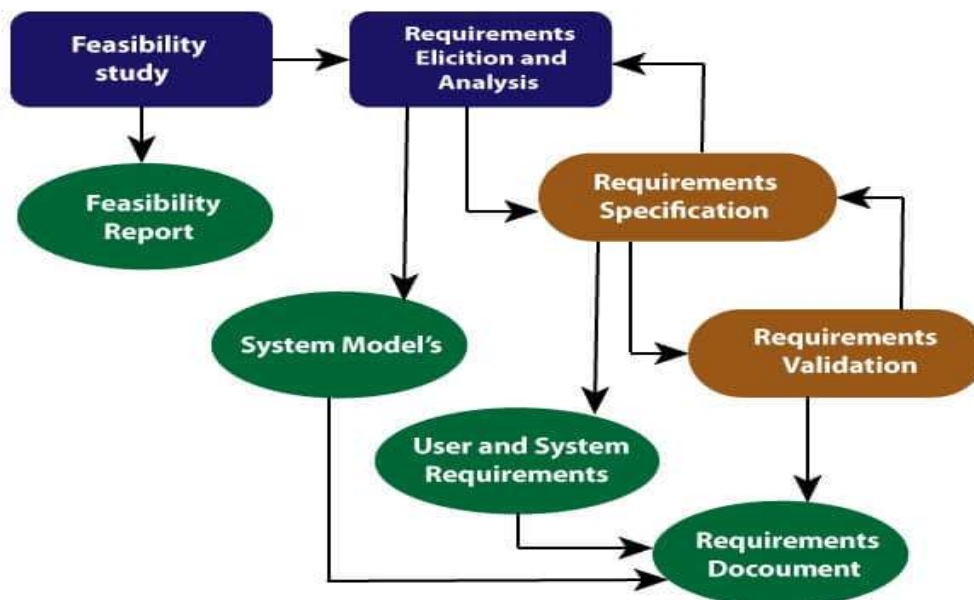 Feasibility
study
Requirements
Elicition and
Analysis
Feasibility
Report
Requirements
Specification
System Model's
Requirements
Validation
User and System
Requirements
Requirements
Docoument